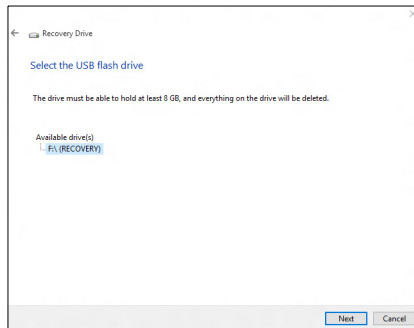 Recovery Drive
Select the USB flash drive
The drive must be able to hold at least 8 GB, and everything on the drive will be deleted.
Available drive(s)
F:\ (RECOVERY)
Next Cancel